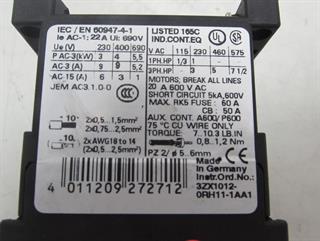 IEC / EN 60947-4-1
Ie AC-1; 22 A Ui: 690V
Ue (V) 230 400 690
P AC-3(kW) 3 4 5,5
AC-3 (A) 9 9 5,2
AC-15 (A) 6 3 1
JEM AC3.1.0-0
LISTED 165C
IND.CONT.EQ
V AC 115 230 460 575
1PH.HP 1/3 1
3PH.HP 3 5 7 1/2
MOTORS; BREAK ALL LINES
20 A 600 V AC
SHORT CIRCUIT 5kA,600V
MAX. RK5 FUSE : 60 A
CB : 50 A
AUX. CONT. A600/P600
75 °C CU WIRE ONLY
TORQUE: 7...10.3 LB.IN
0,8...1,2 Nm
PZ 2/ ø 5...6mm
10 2x0,5...1,5mm²
2x0,75...2,5mm²
2x AWG18 to 14
10 (2x0,5...2,5mm²)
4 011209 272712
Made in Germany
Instr.Ord.No.:
3ZX1012-
0RH11-1AA1